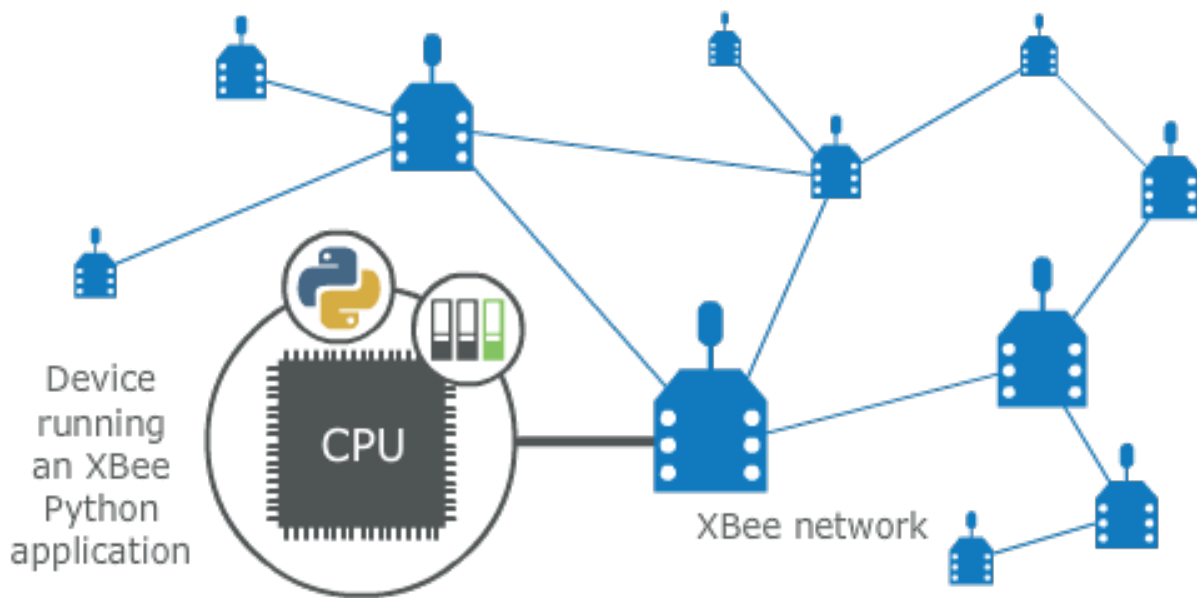 Device
running
an XBee
Python
application
CPU
XBee network